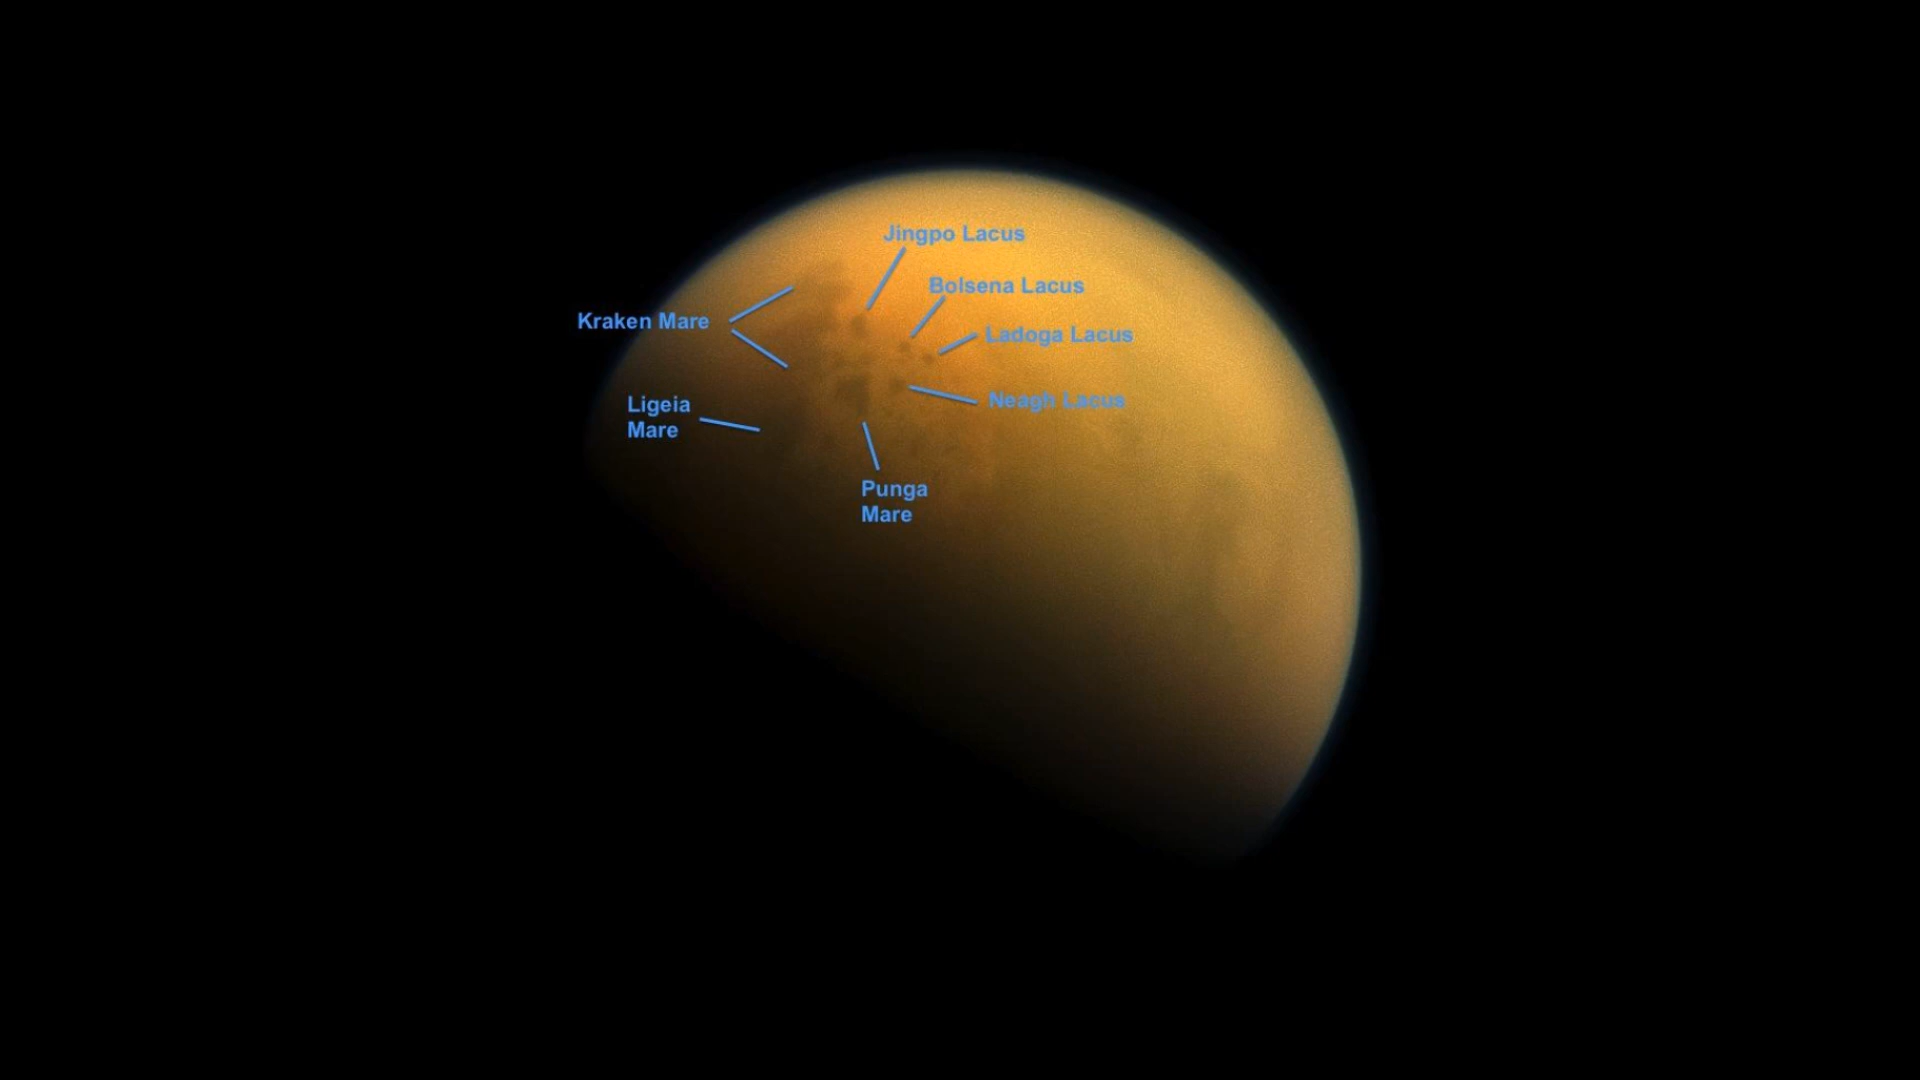 Jingpo Lacus
Bolsena Lacus
Kraken Mare
Ladoga Lacus
Neagh Lacus
Ligeia
Mare
Punga
Mare